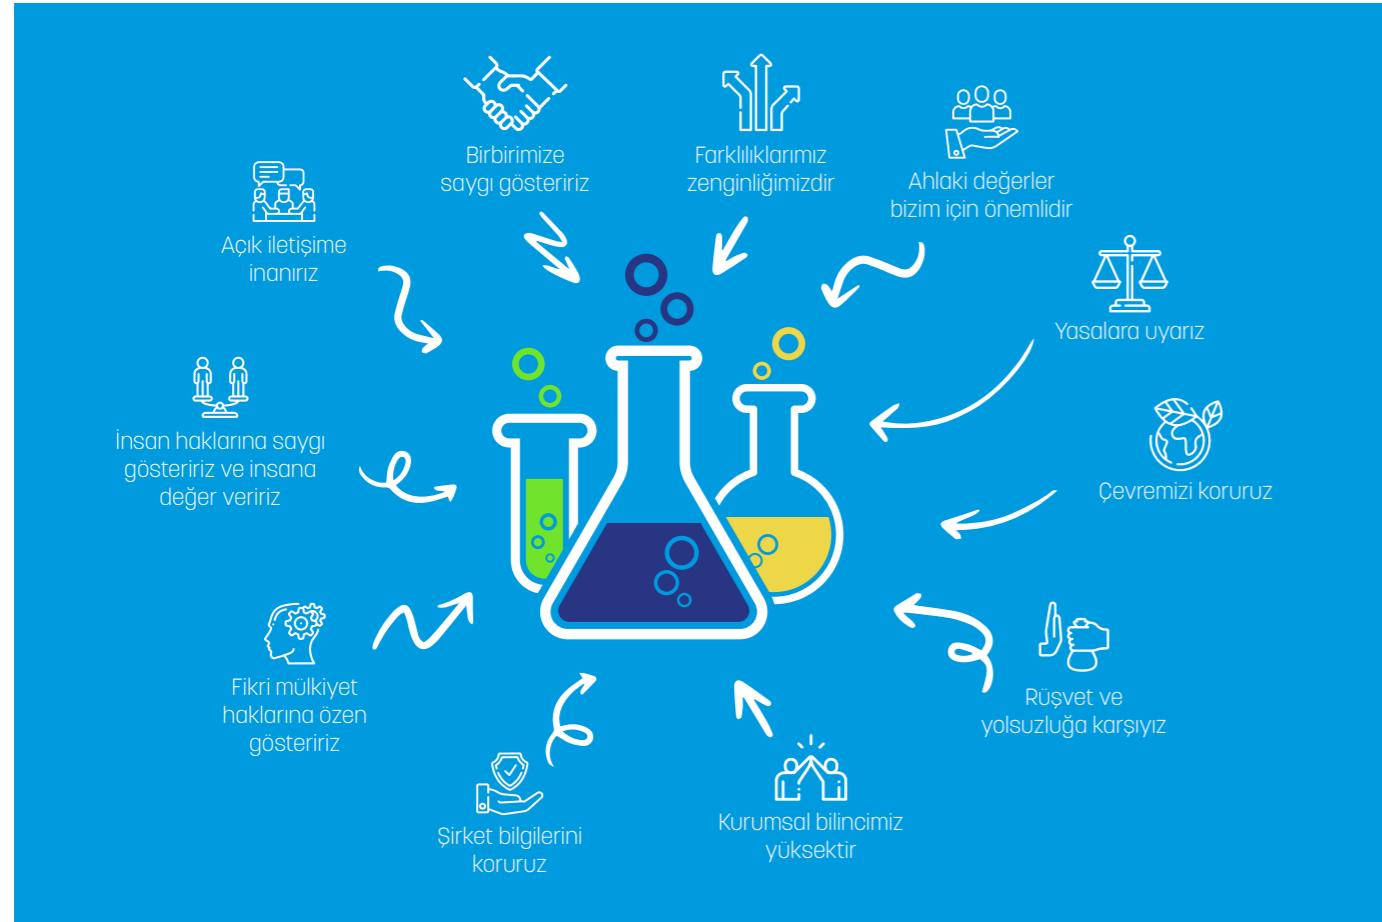 Birbirimize
saygı gösteririz
Farklılıklarımız
zenginliğimizdir
Ahlaki değerler
bizim için önemlidir
Açık iletişime
inanırız
Yasalara uyarız
İnsan haklarına saygı
gösteririz ve insana
değer veririz
Çevremizi koruruz
Fikri mülkiyet
haklarına özen
gösteririz
Rüşvet ve
yolsuzluğa karşıyız
Şirket bilgilerini
koruruz
Kurumsal bilincimiz
yüksektir